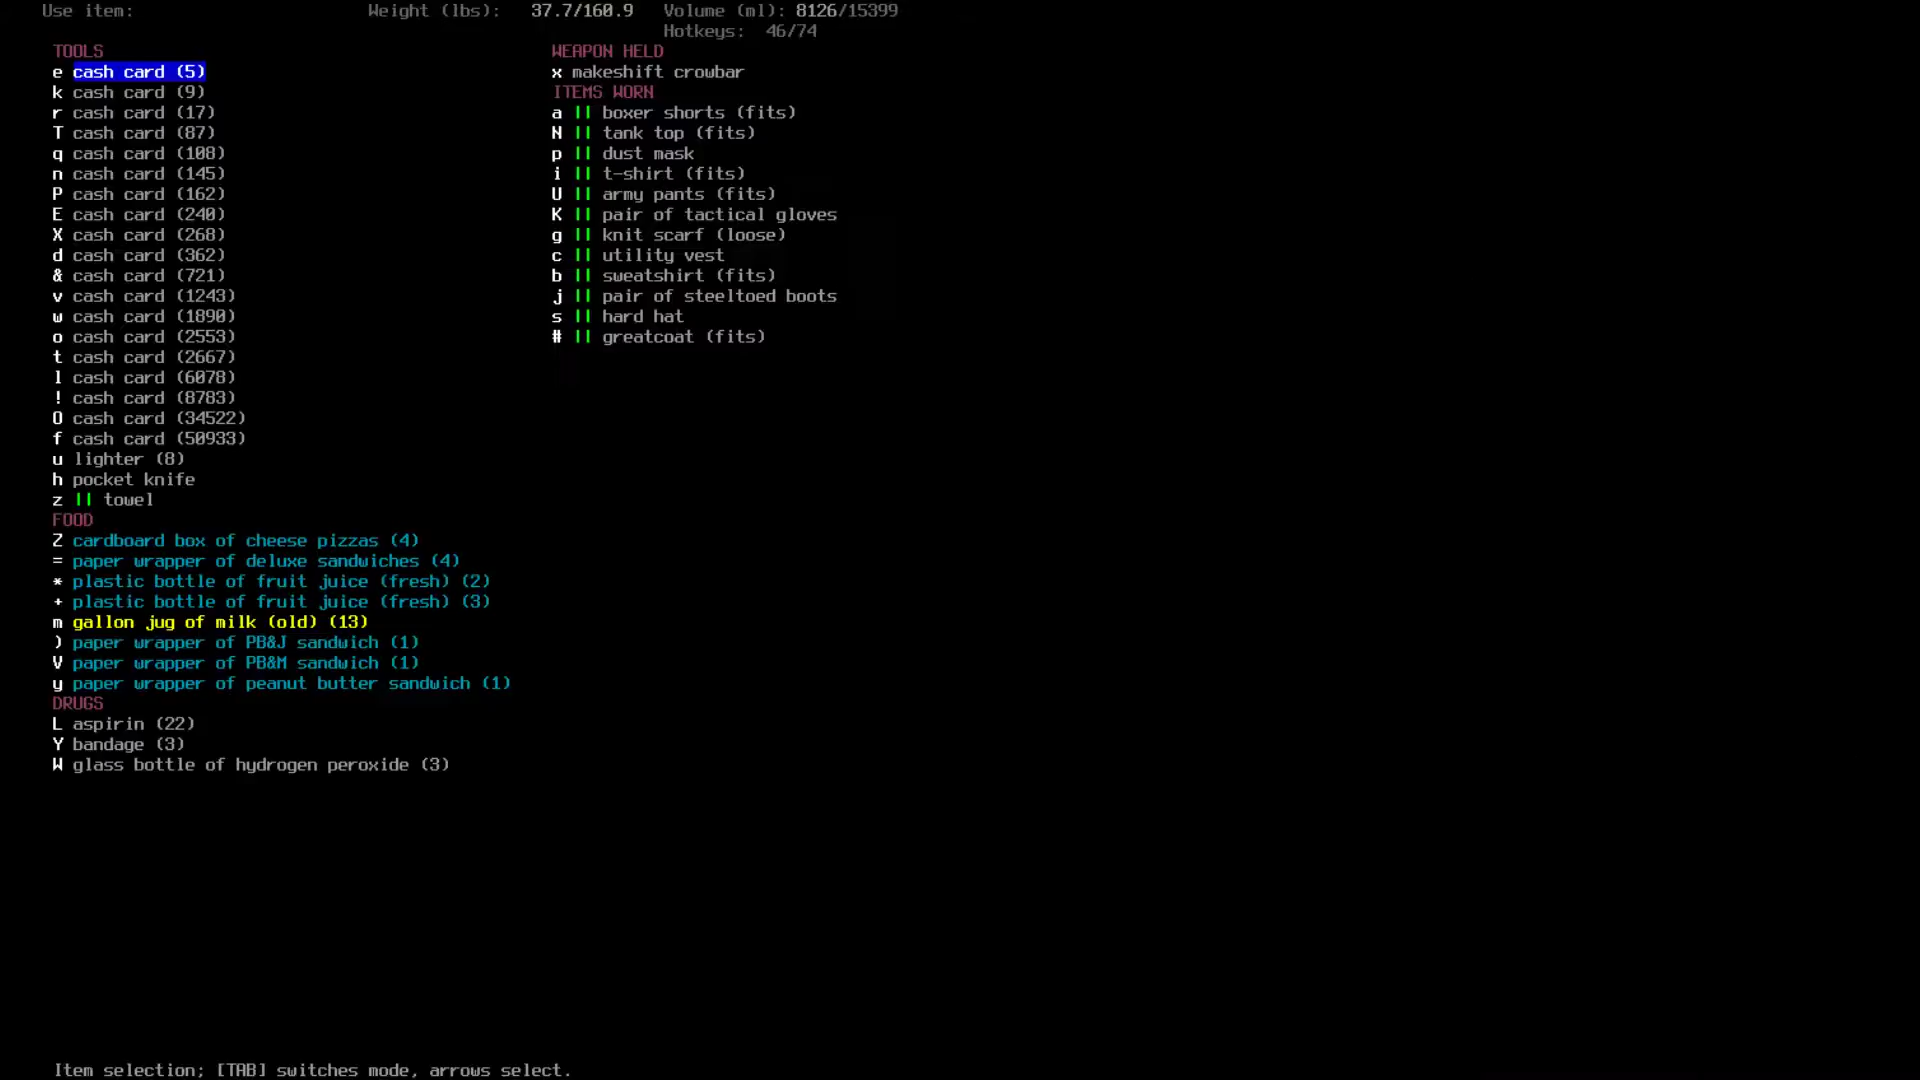 Use item: Weight (lbs): 37.7/160.9 Volume (ml): 8126/15399
Hotkeys: 46/74
TOOLS
e cash card (5)
k cash card (9)
r cash card (17)
T cash card (87)
q cash card (108)
n cash card (145)
P cash card (162)
E cash card (240)
X cash card (268)
d cash card (362)
& cash card (721)
v cash card (1243)
w cash card (1890)
o cash card (2553)
t cash card (2667)
l cash card (6078)
! cash card (8783)
O cash card (34522)
f cash card (50933)
u lighter (8)
h pocket knife
z || towel
FOOD
Z cardboard box of cheese pizzas (4)
= paper wrapper of deluxe sandwiches (4)
* plastic bottle of fruit juice (fresh) (2)
+ plastic bottle of fruit juice (fresh) (3)
m gallon jug of milk (old) (13)
) paper wrapper of PB&J sandwich (1)
V paper wrapper of PB&M sandwich (1)
y paper wrapper of peanut butter sandwich (1)
DRUGS
L aspirin (22)
Y bandage (3)
W glass bottle of hydrogen peroxide (3)
WEAPON HELD
x makeshift crowbar
ITEMS WORN
a || boxer shorts (fits)
N || tank top (fits)
p || dust mask
i || t-shirt (fits)
U || army pants (fits)
K || pair of tactical gloves
g || knit scarf (loose)
c || utility vest
b || sweatshirt (fits)
j || pair of steeltoed boots
s || hard hat
# || greatcoat (fits)
Item selection; [TAB] switches mode, arrows select.